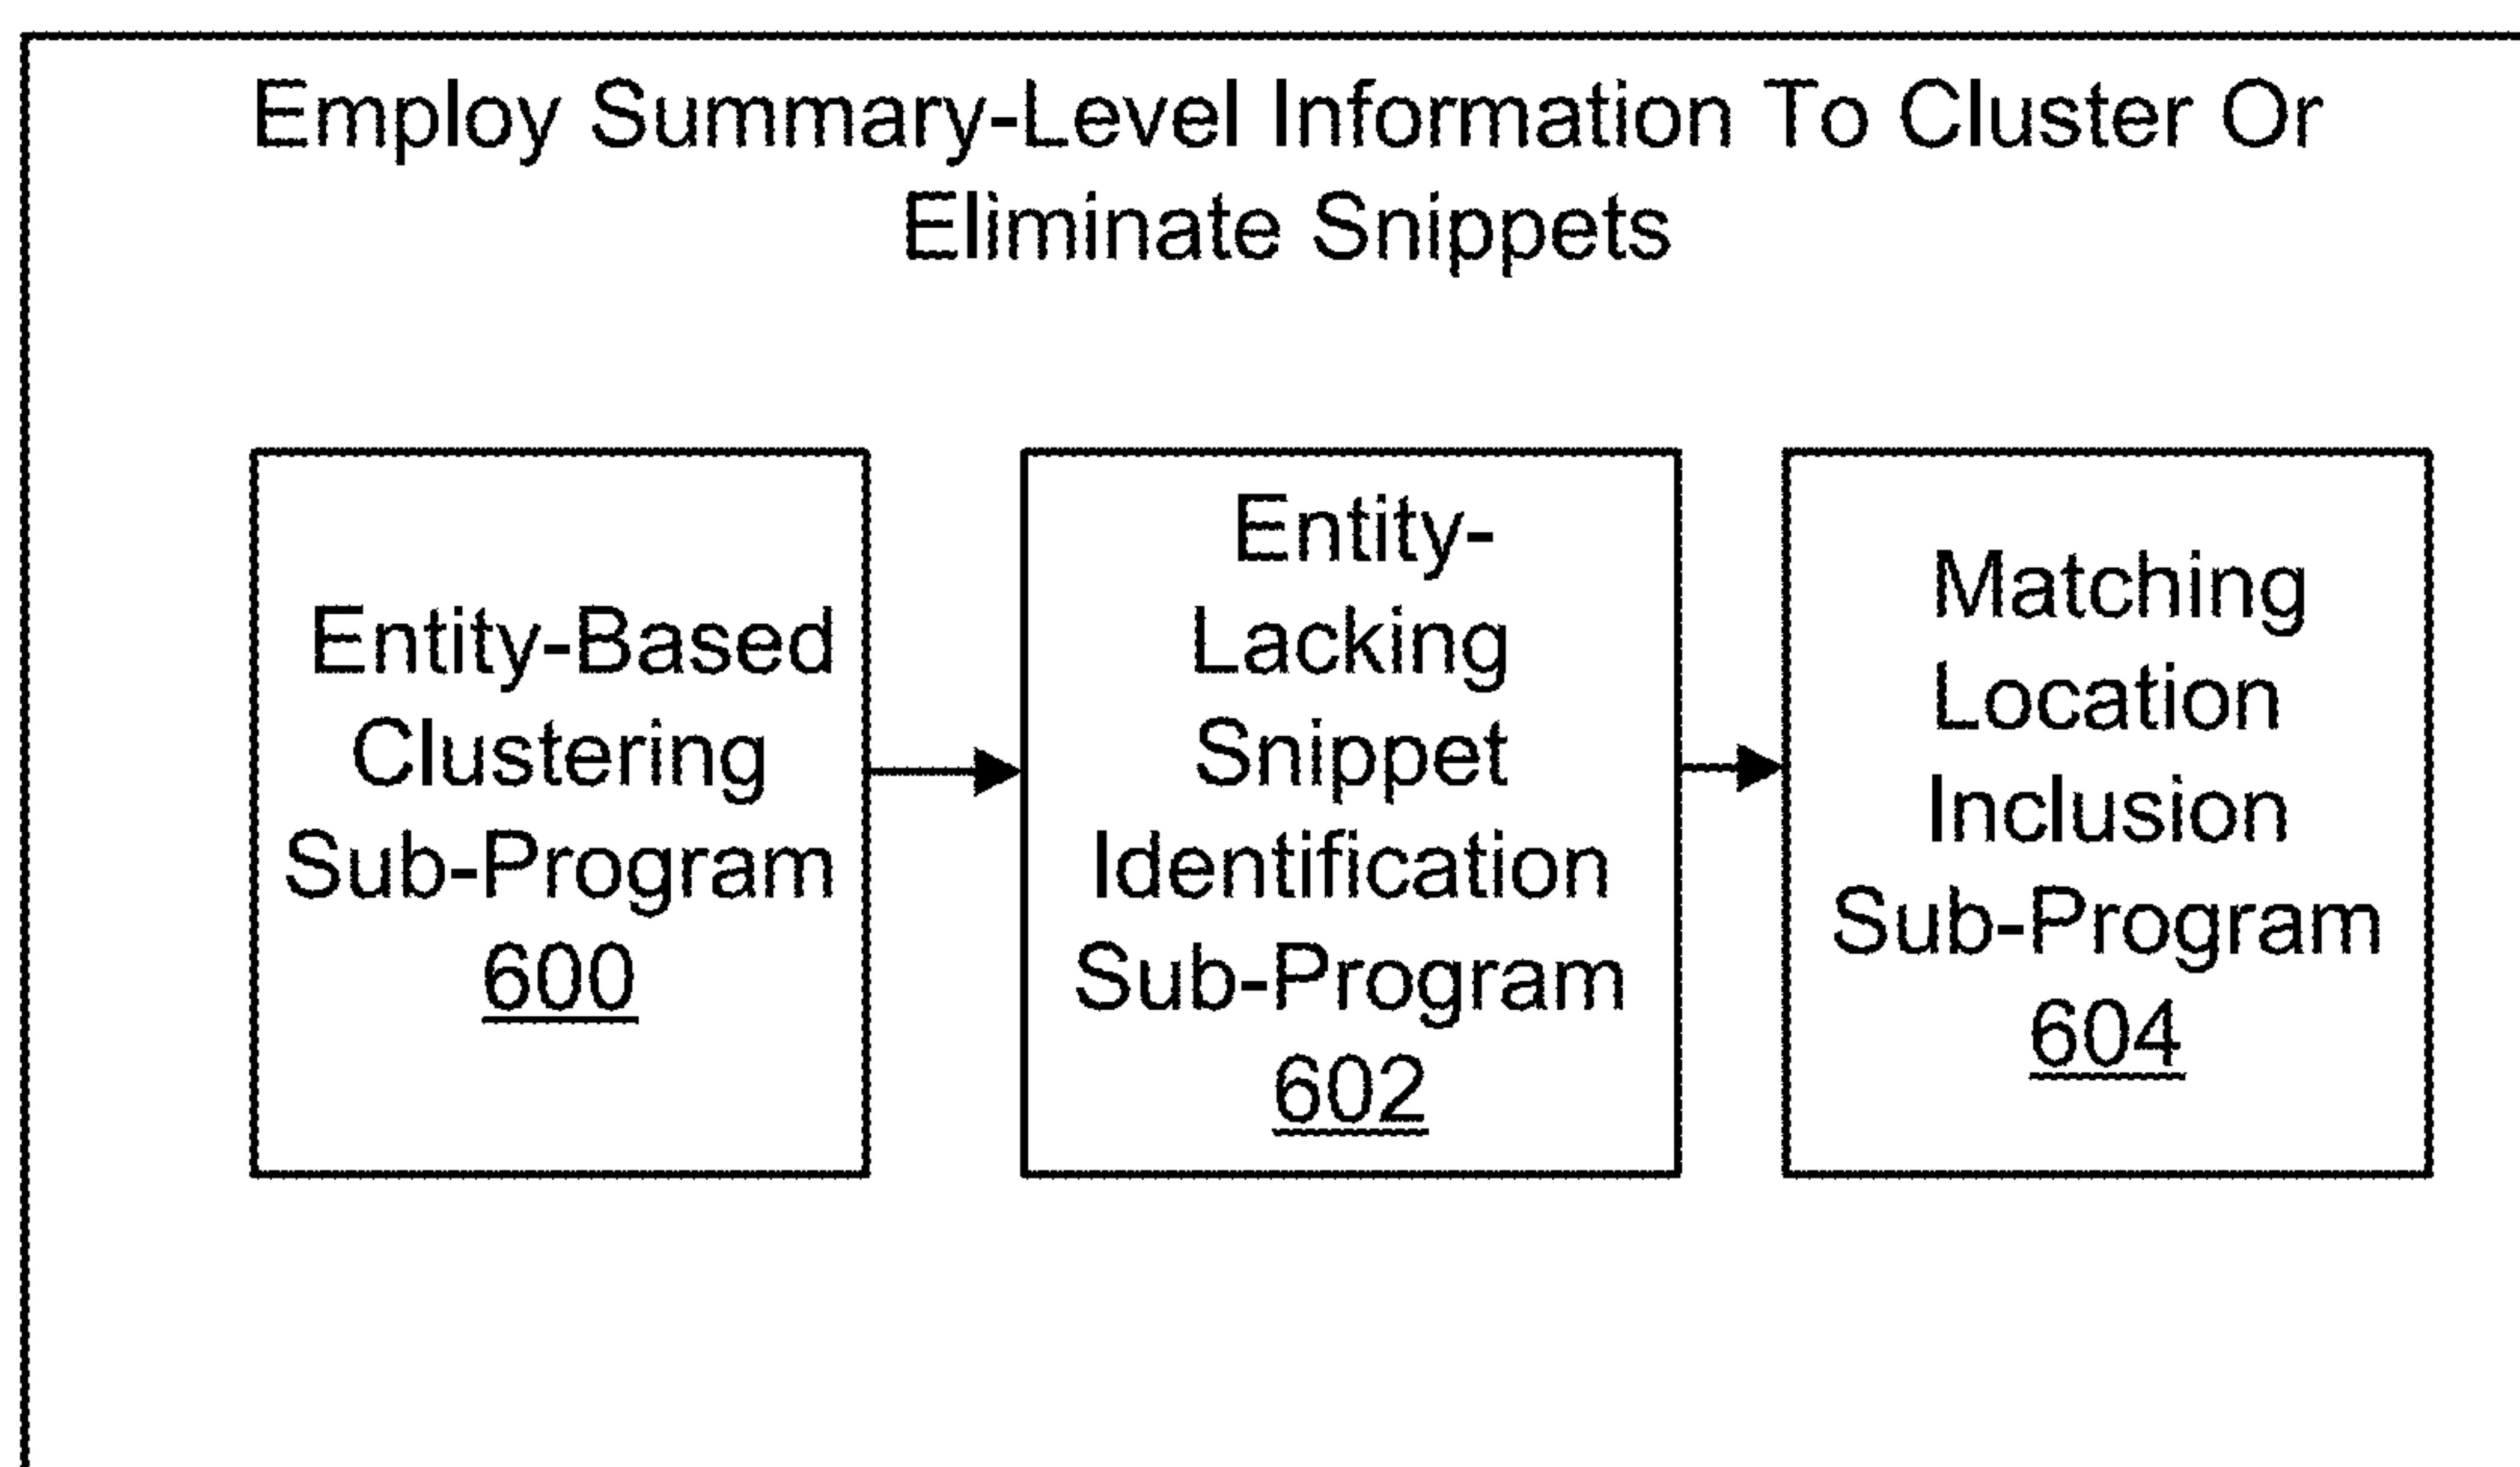 Employ Summary-Level Information To Cluster Or
Eliminate Snippets
Entity-Based
Clustering
Sub-Program
600
Entity-
Lacking
Snippet
Identification
Sub-Program
602
Matching
Location
Inclusion
Sub-Program
604